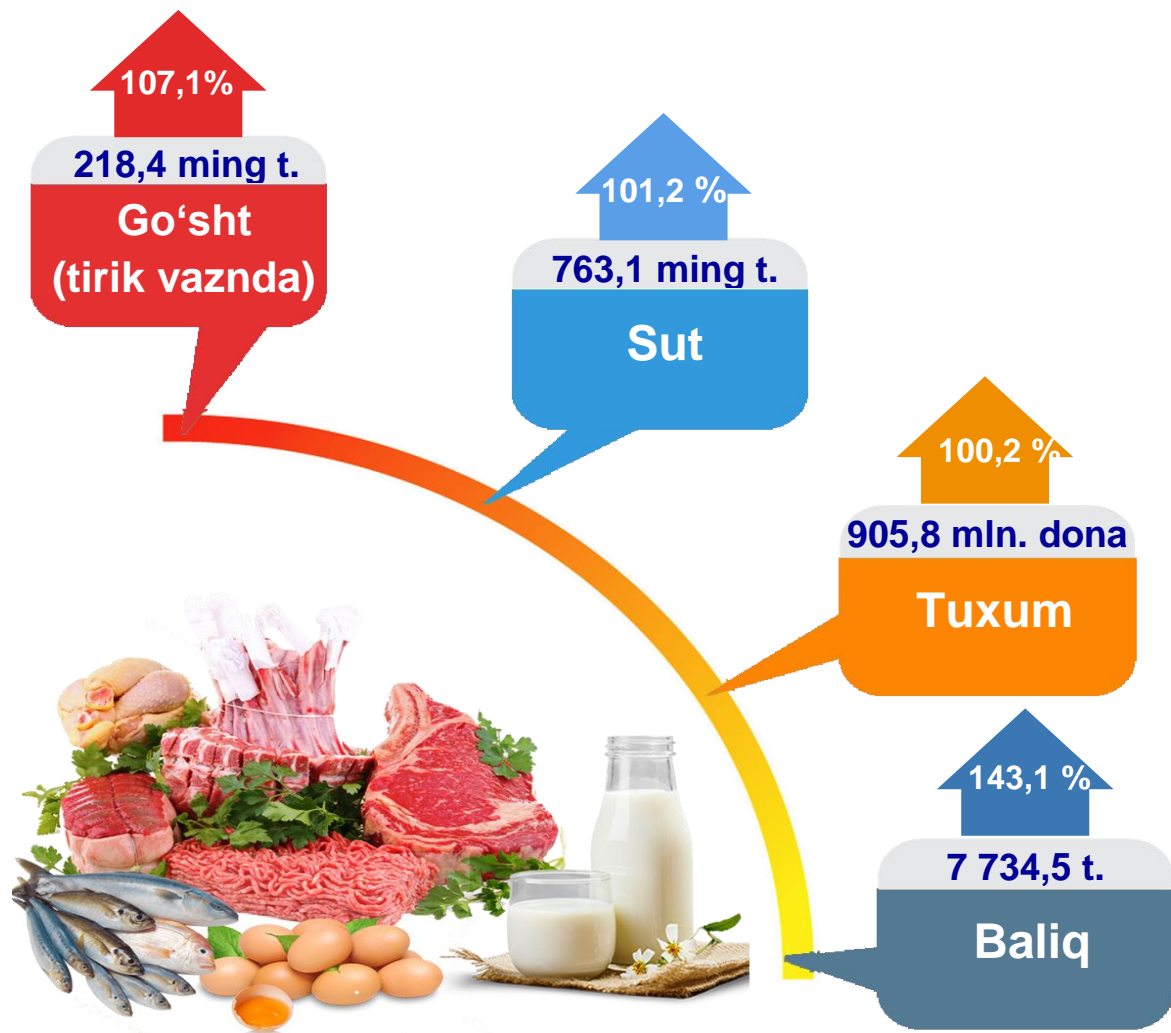 107,1%
218,4 ming t.
Go‘sht
(tirik vaznda)
101,2 %
763,1 ming t.
Sut
100,2 %
905,8 mln. dona
Tuxum
143,1 %
7 734,5 t.
Baliq